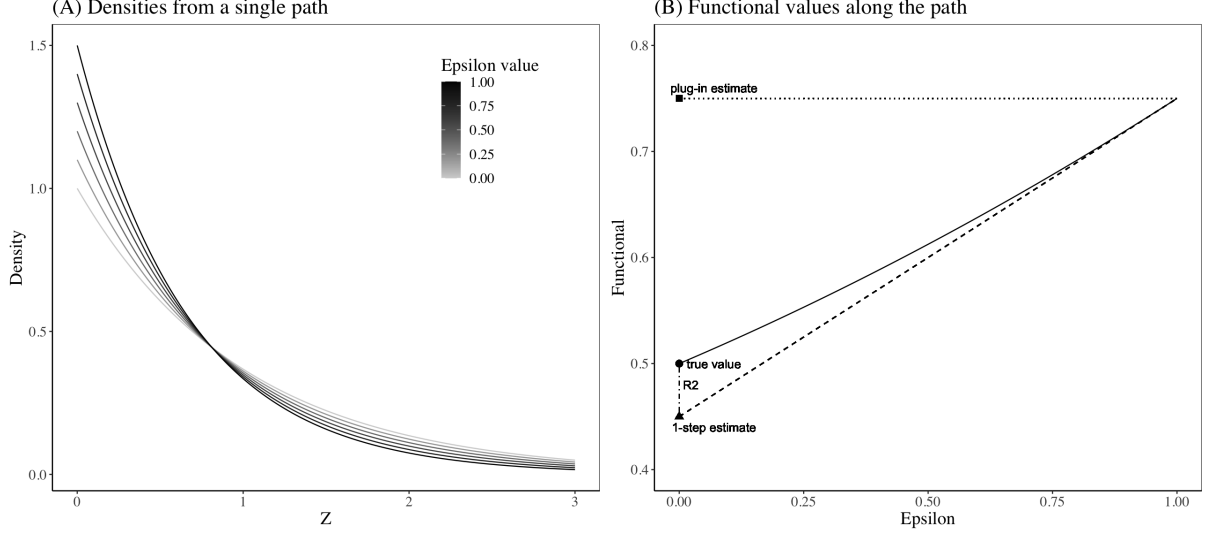 (A) Densities from a single path
1.5
1.0
0.5
0.0
Density
0
1
2
3
Z
Epsilon value
1.00
0.75
0.50
0.25
0.00
(B) Functional values along the path
0.8
0.7
0.6
0.5
0.4
Functional
plug-in estimate
true value
R2
1-step estimate
0.00
0.25
0.50
0.75
1.00
Epsilon